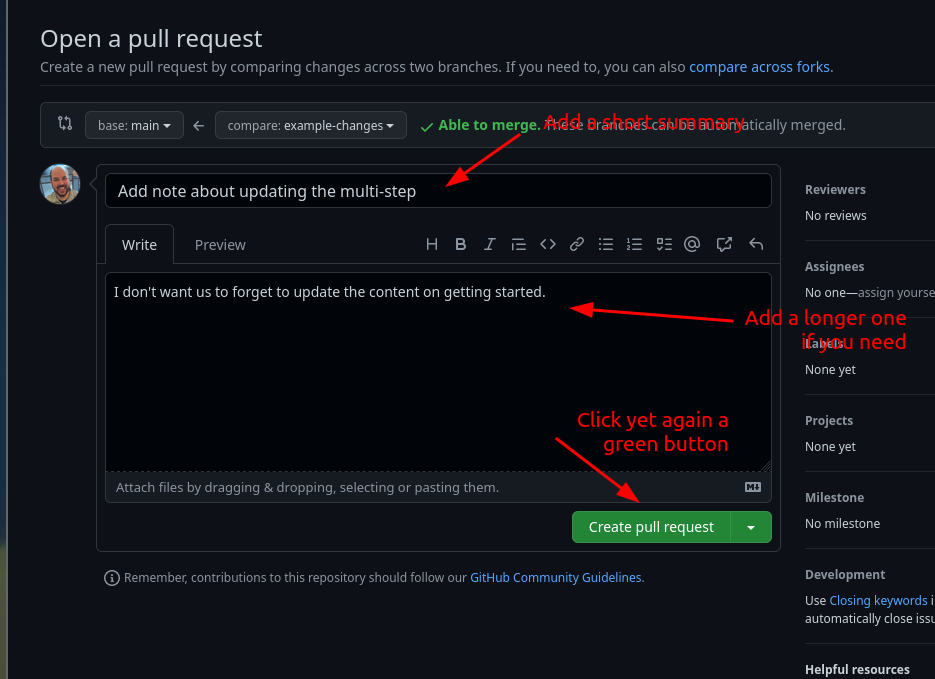 Open a pull request
Create a new pull request by comparing changes across two branches. If you need to, you can also compare across forks.
base: main
compare: example-changes
Able to merge. These branches can be automatically merged.
Add a short summary
Add note about updating the multi-step
Write
Preview
I don't want us to forget to update the content on getting started.
Add a longer one
if you need
Click yet again a
green button
Attach files by dragging & dropping, selecting or pasting them.
Create pull request
Remember, contributions to this repository should follow our GitHub Community Guidelines.
Reviewers
No reviews
Assignees
No one—assign yourse
Labels
None yet
Projects
None yet
Milestone
No milestone
Development
Use Closing keywords i
automatically close issu
Helpful resources